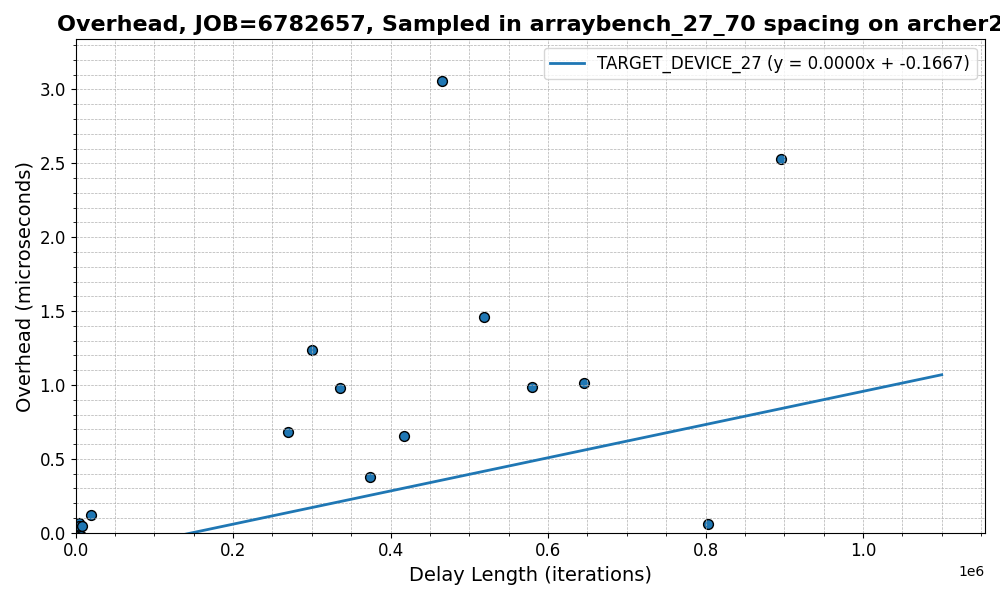 Overhead, JOB=6782657, Sampled in arraybench_27_70 spacing on archer2
TARGET_DEVICE_27 (y = 0.0000x + -0.1667)
Overhead (microseconds)
3.0
2.5
2.0
1.5
1.0
0.5
0.0
0.0 0.2 0.4 0.6 0.8 1.0
1e6
Delay Length (iterations)